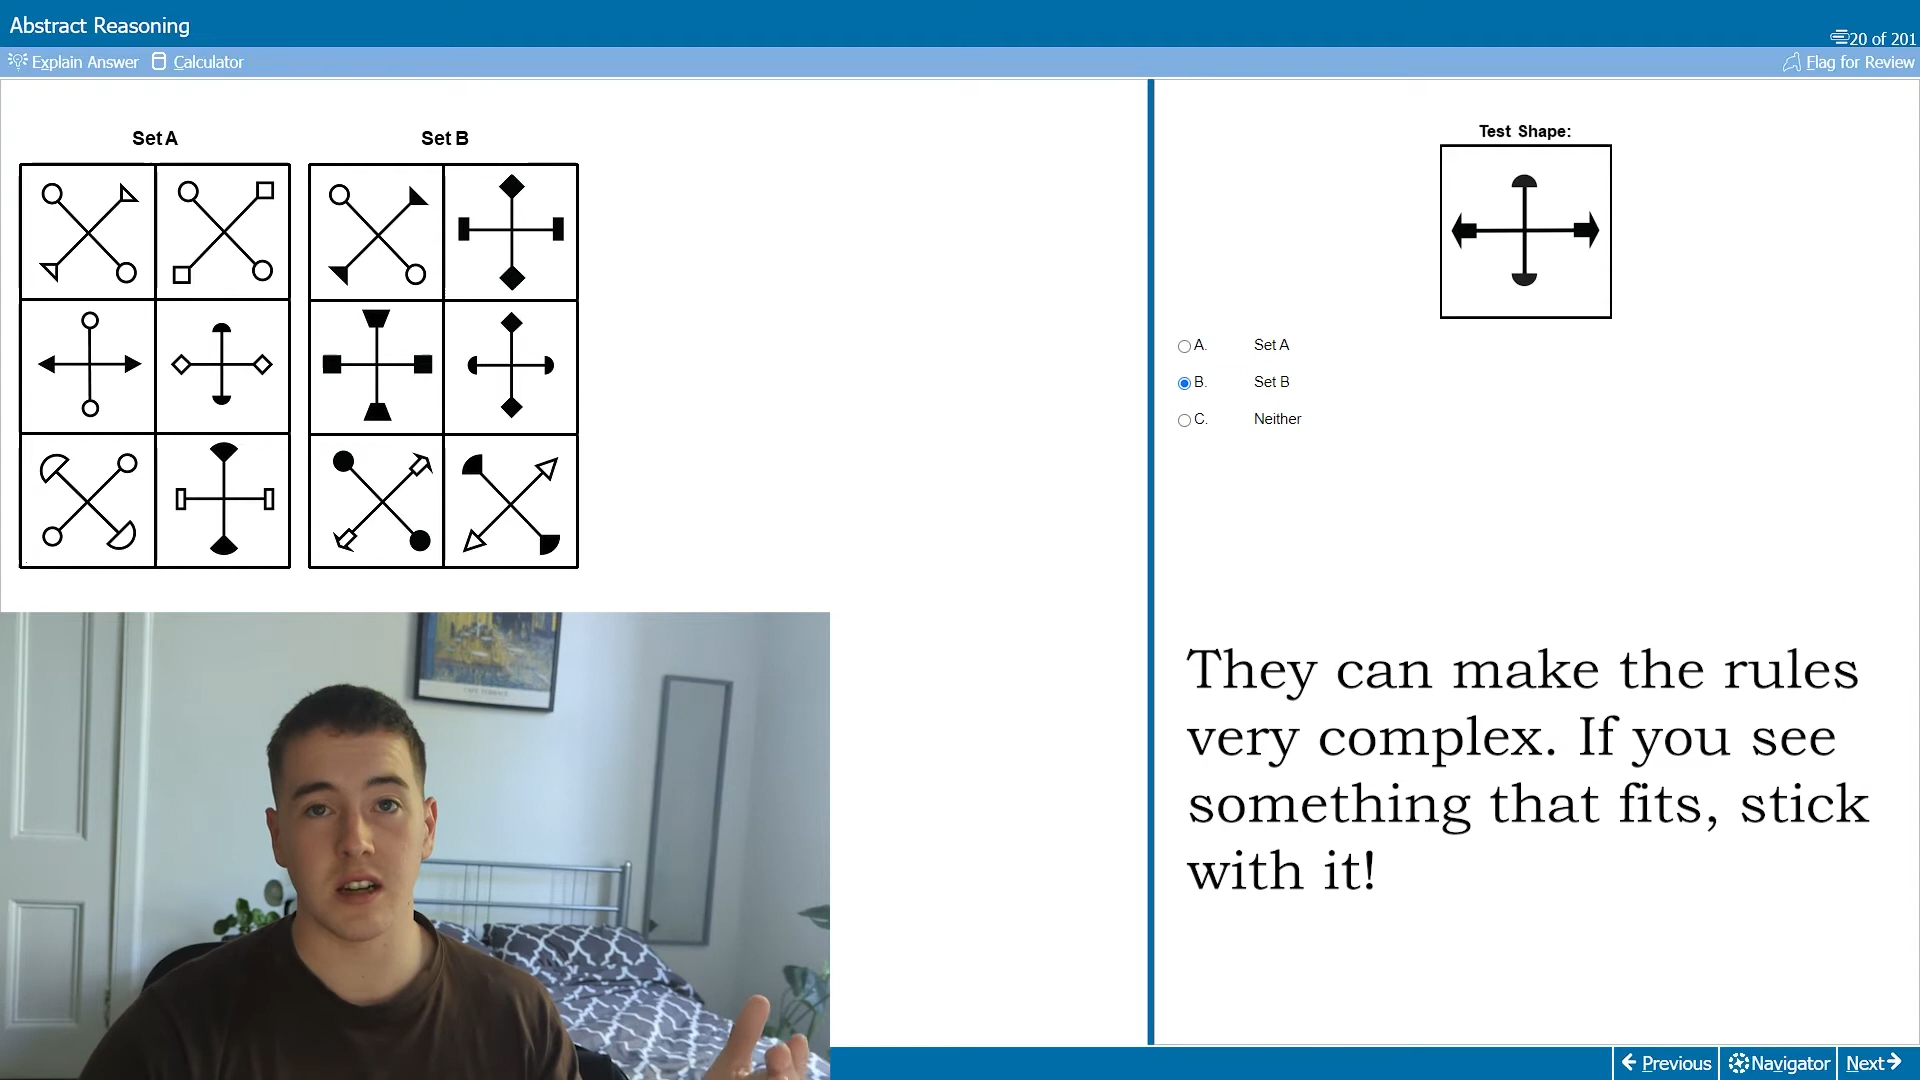 Abstract Reasoning
20 of 201
Explain Answer Calculator
Flag for Review
Set A Set B
Test Shape:
A. Set A
B. Set B
C. Neither
They can make the rules
very complex. If you see
something that fits, stick
with it!
Previous Navigator Next